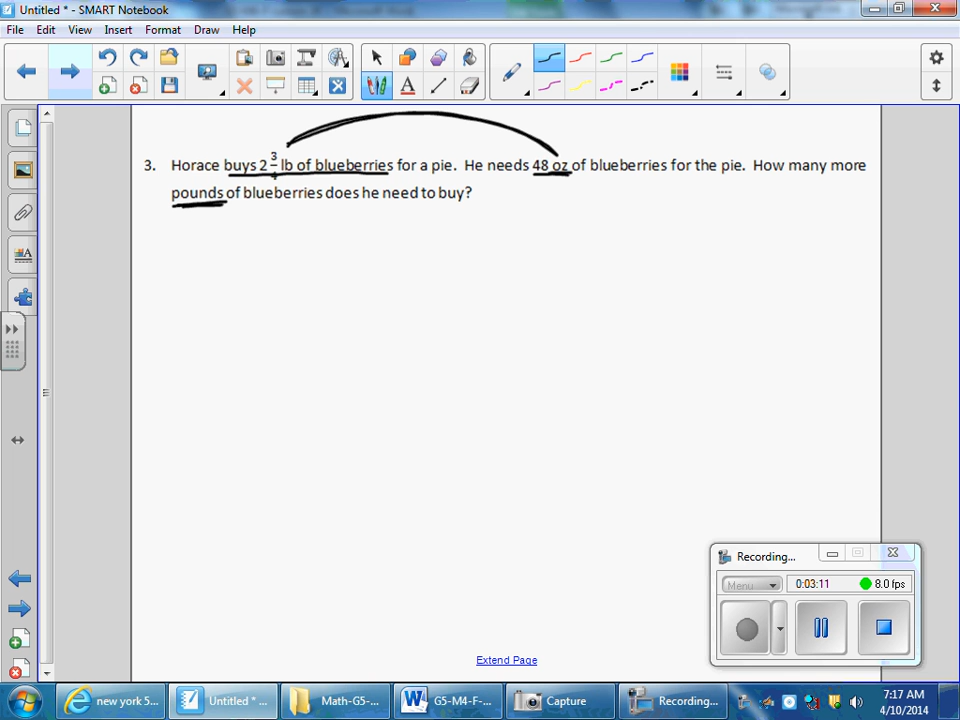 Untitled * - SMART Notebook
File Edit View Insert Format Draw Help
3. Horace buys 2 3/4 lb of blueberries for a pie. He needs 48 oz of blueberries for the pie. How many more
pounds of blueberries does he need to buy?
Recording...
Menu 0:03:11 8.0 fps
Extend Page
new york 5... Untitled * ... Math-G5-... G5-M4-F-... Capture Recording... 7:17 AM
4/10/2014